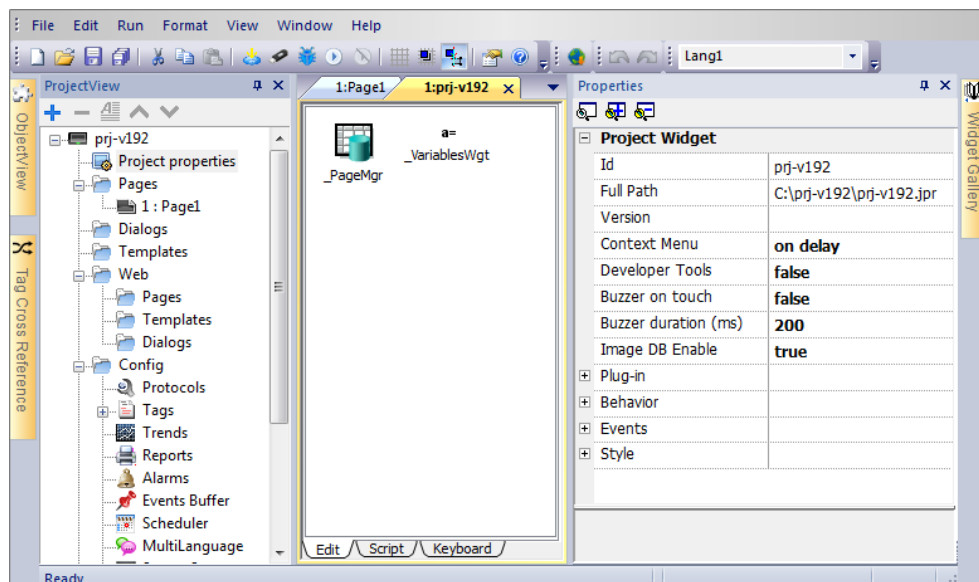 File Edit Run Format View Window Help
Lang1
ObjectView
Tag Cross Reference
ProjectView
prj-v192
Project properties
Pages
1 : Page1
Dialogs
Templates
Web
Pages
Templates
Dialogs
Config
Protocols
Tags
Trends
Reports
Alarms
Events Buffer
Scheduler
MultiLanguage
1:Page1 1:prj-v192
_PageMgr
a=
_VariablesWgt
Edit Script Keyboard
Properties
Project Widget
Id prj-v192
Full Path C:\prj-v192\prj-v192.jpr
Version
Context Menu on delay
Developer Tools false
Buzzer on touch false
Buzzer duration (ms) 200
Image DB Enable true
Plug-in
Behavior
Events
Style
Widget Gallery
Ready